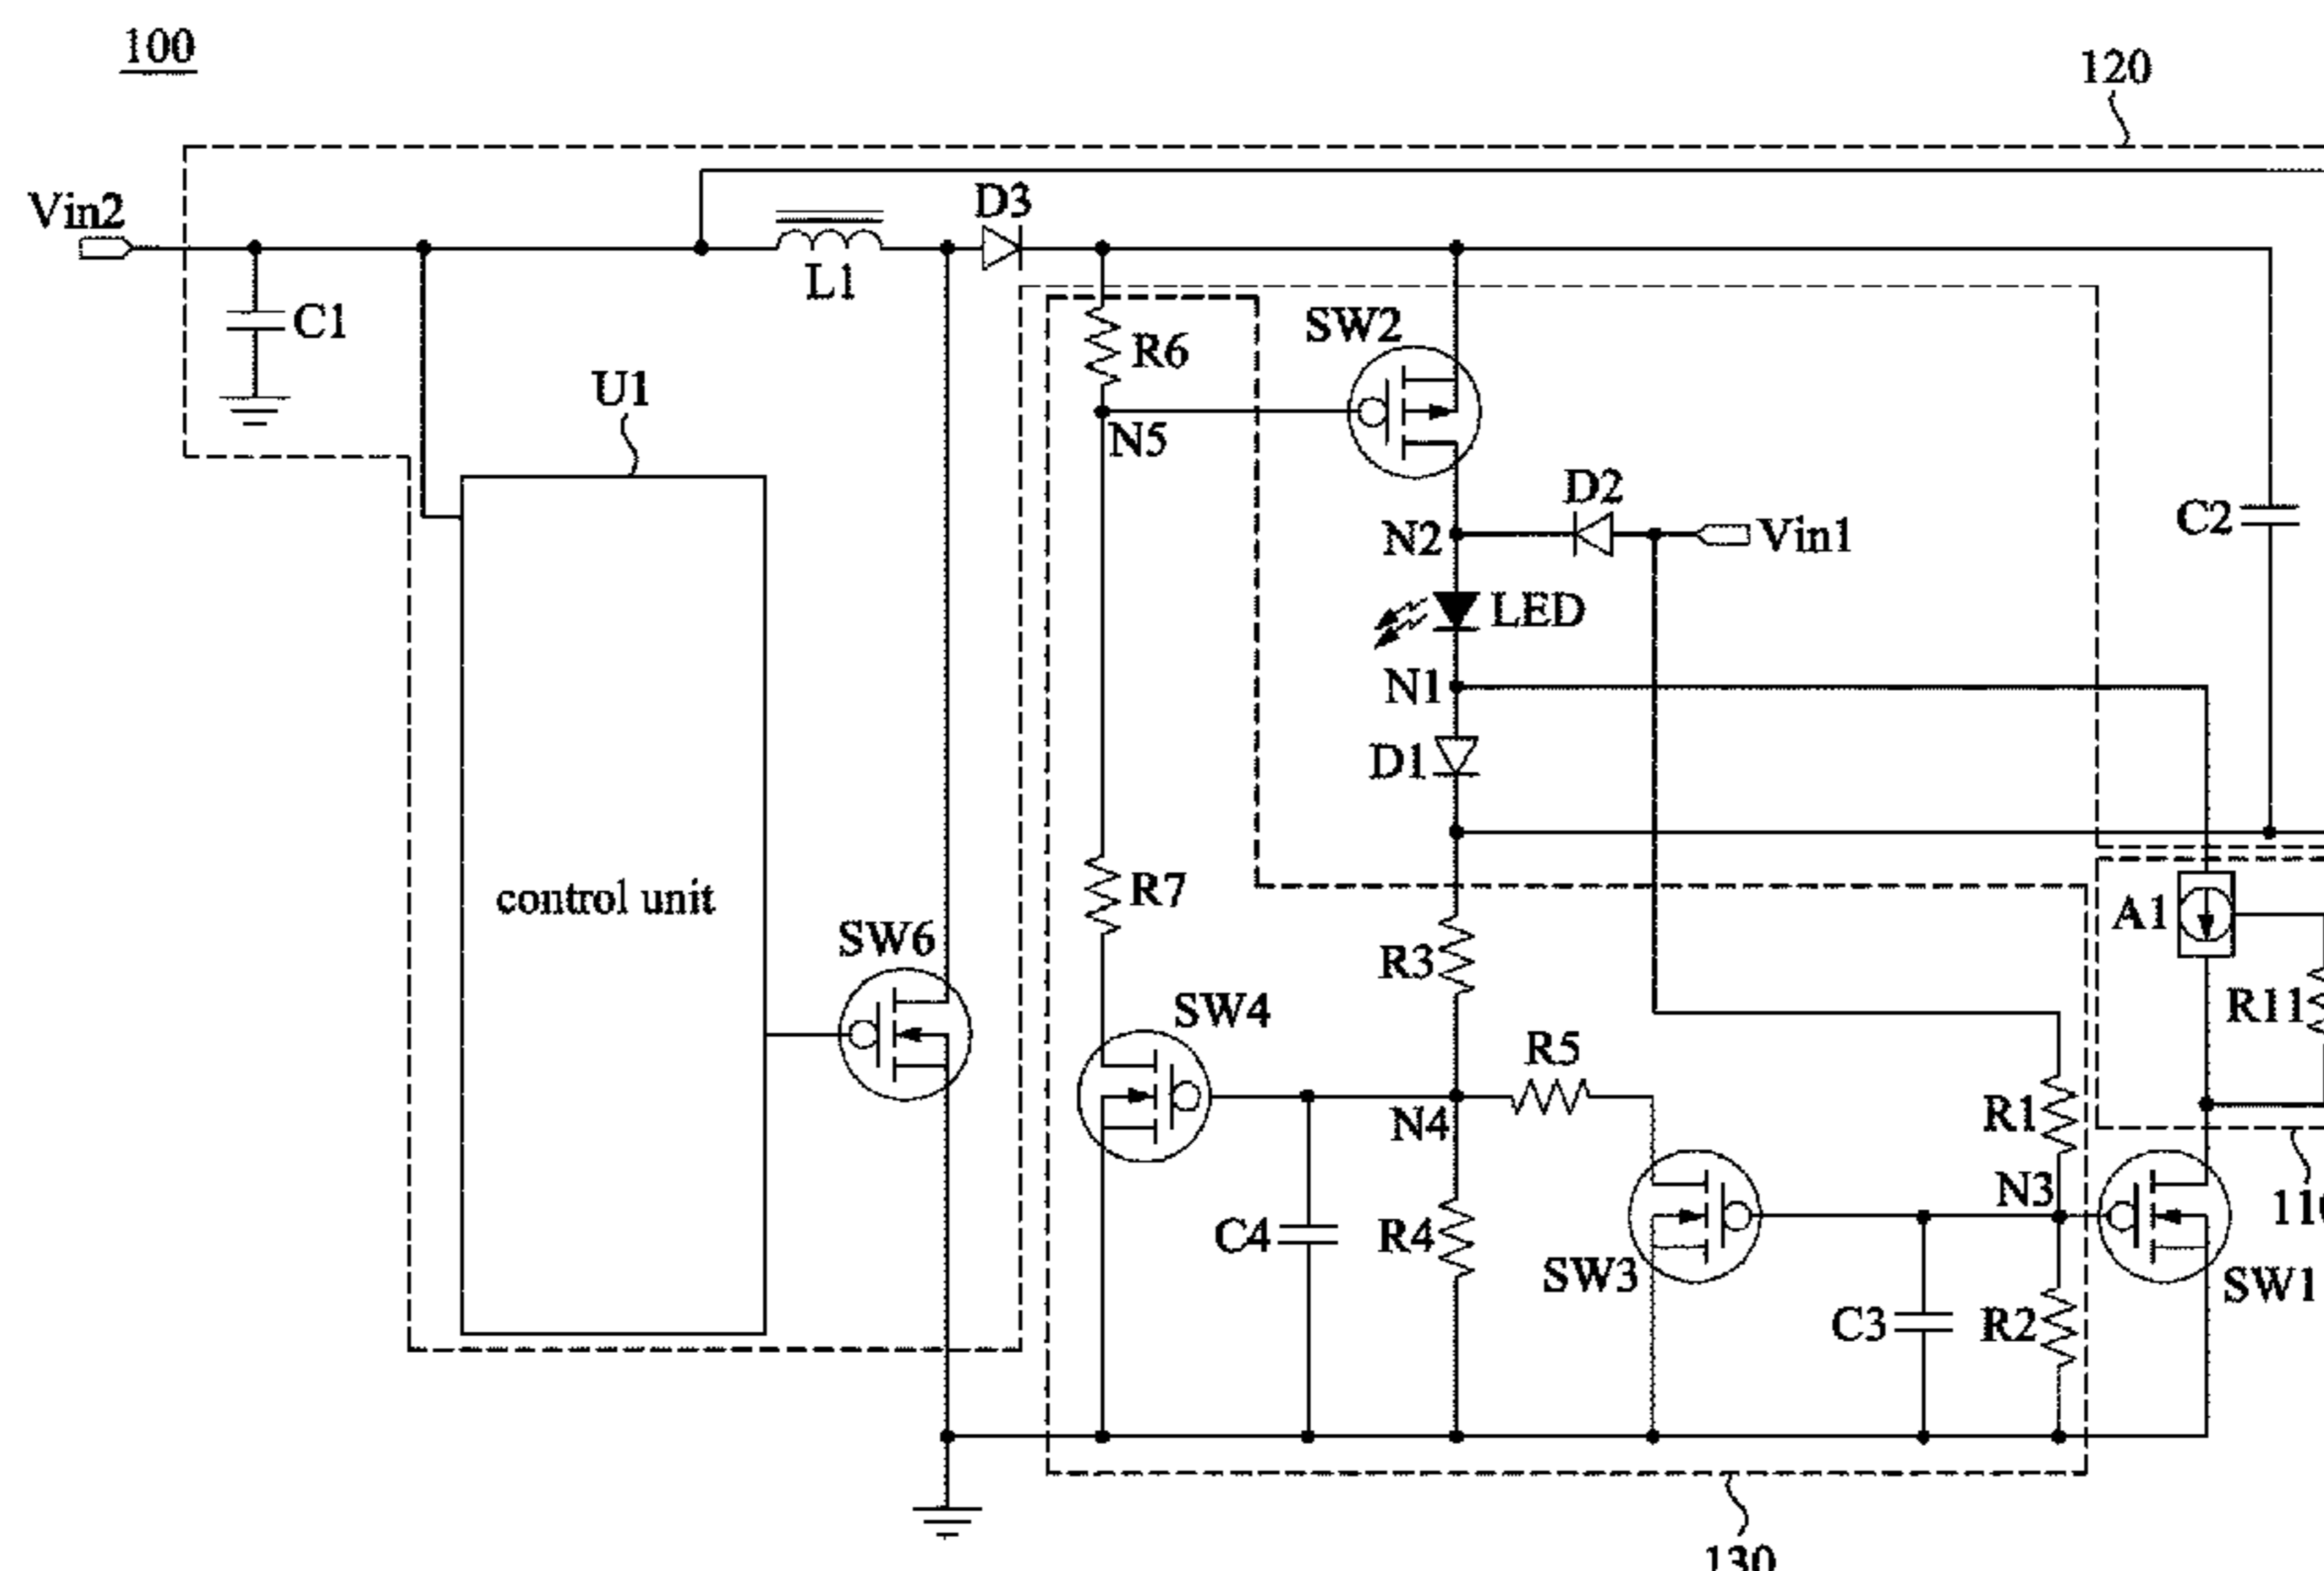 100
120
Vin2
D3
L1
C1
R6
SW2
U1
N5
D2
Vin1
N2
C2
LED
N1
D1
control unit
R7
A1
SW6
R3
R11
SW4
R5
R1
N4
N3
C4
R4
SW3
C3
R2
SW1
130